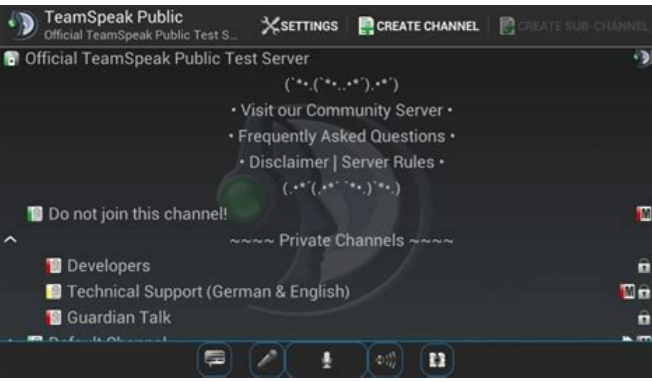 TeamSpeak Public
Official TeamSpeak Public Test S...
SETTINGS
CREATE CHANNEL
CREATE SUB-CHANNEL
Official TeamSpeak Public Test Server
(¨*•.(¨*•..•*´).•*´)
• Visit our Community Server •
• Frequently Asked Questions •
• Disclaimer | Server Rules •
(.•*´(.•*´¨*•.)¨*•.)
Do not join this channel!
M
~~~~ Private Channels ~~~~
Developers
Technical Support (German & English)
M
Guardian Talk
Default Channel